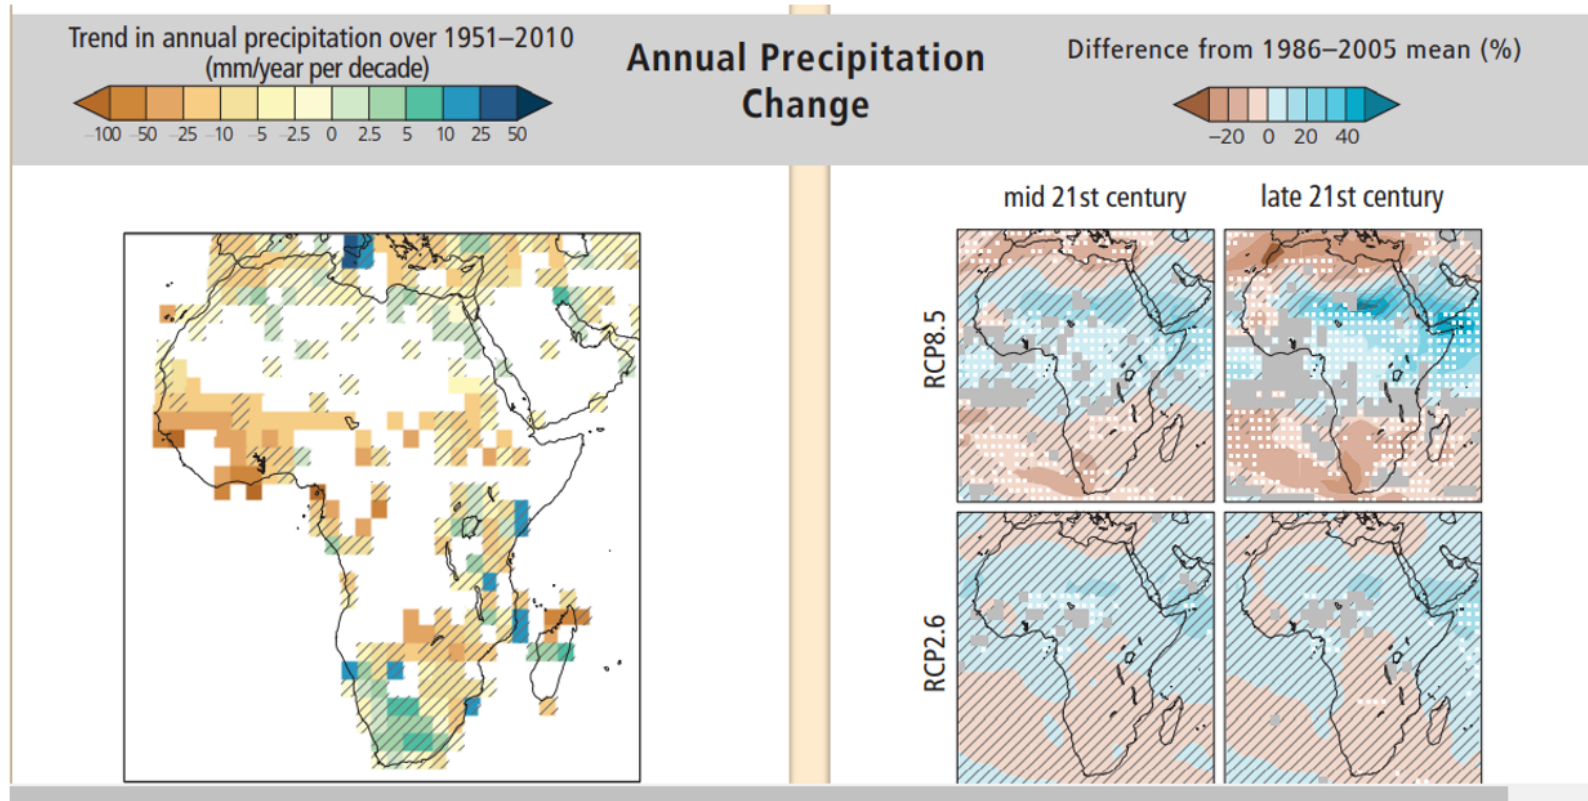 Trend in annual precipitation over 1951–2010
(mm/year per decade)
–100 –50 –25 –10 –5 –2.5 0 2.5 5 10 25 50
Annual Precipitation
Change
Difference from 1986–2005 mean (%)
–20 0 20 40
mid 21st century
late 21st century
RCP8.5
RCP2.6